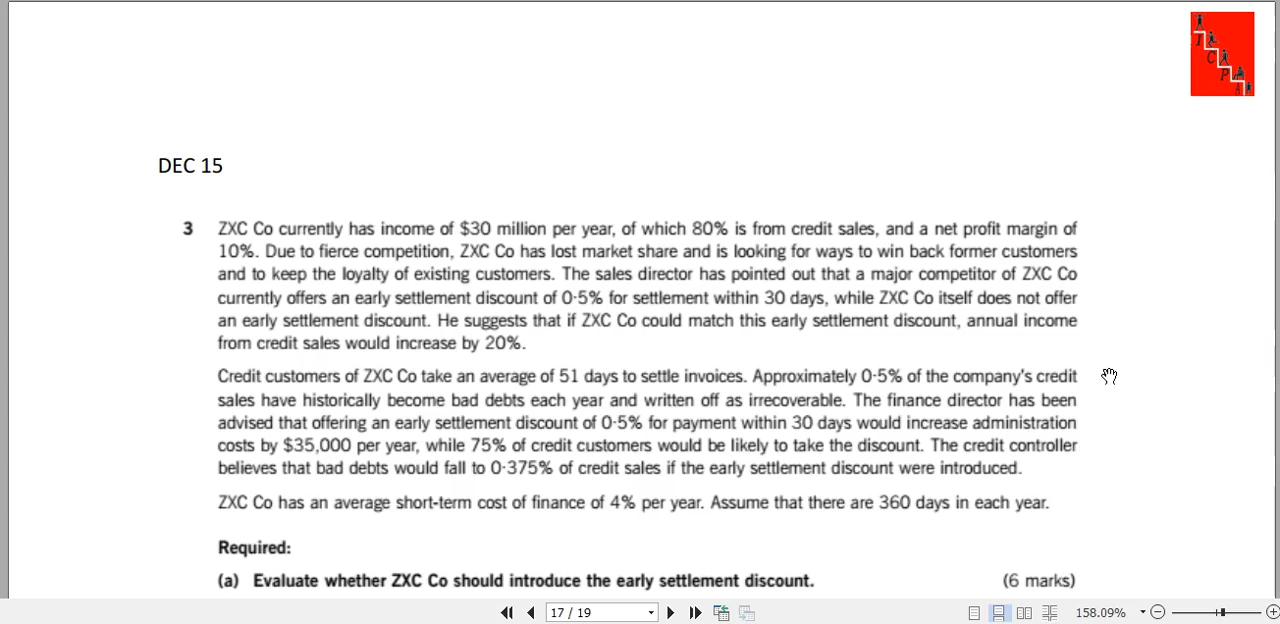 I
C
P
A
DEC 15
3 ZXC Co currently has income of $30 million per year, of which 80% is from credit sales, and a net profit margin of
10%. Due to fierce competition, ZXC Co has lost market share and is looking for ways to win back former customers
and to keep the loyalty of existing customers. The sales director has pointed out that a major competitor of ZXC Co
currently offers an early settlement discount of 0·5% for settlement within 30 days, while ZXC Co itself does not offer
an early settlement discount. He suggests that if ZXC Co could match this early settlement discount, annual income
from credit sales would increase by 20%.
Credit customers of ZXC Co take an average of 51 days to settle invoices. Approximately 0·5% of the company's credit
sales have historically become bad debts each year and written off as irrecoverable. The finance director has been
advised that offering an early settlement discount of 0·5% for payment within 30 days would increase administration
costs by $35,000 per year, while 75% of credit customers would be likely to take the discount. The credit controller
believes that bad debts would fall to 0·375% of credit sales if the early settlement discount were introduced.
ZXC Co has an average short-term cost of finance of 4% per year. Assume that there are 360 days in each year.
Required:
(a) Evaluate whether ZXC Co should introduce the early settlement discount. (6 marks)
17 / 19
158.09%